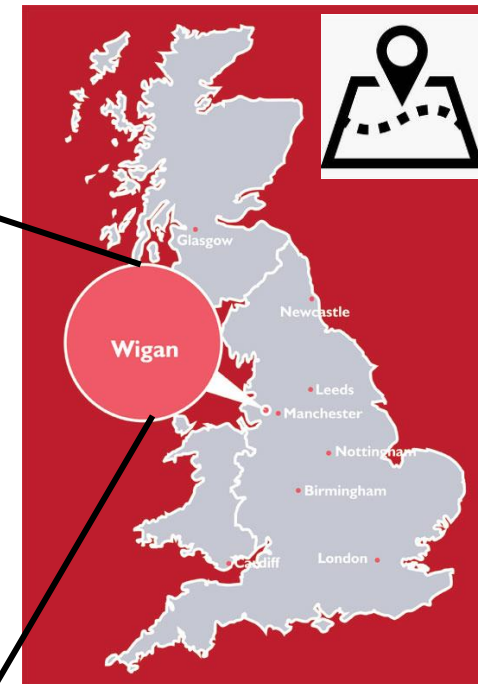 Glasgow
Newcastle
Wigan
Leeds
Manchester
Nottingham
Birmingham
Cardiff
London